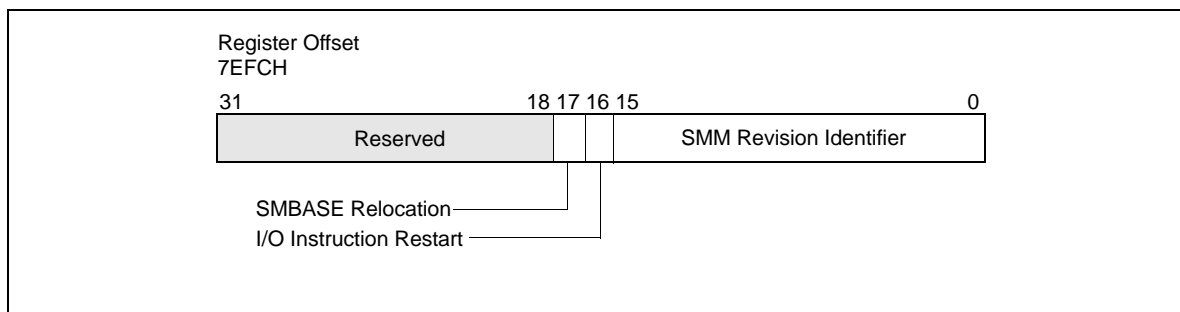 Register Offset
7EFCH
31 18 17 16 15 0
Reserved SMM Revision Identifier
SMBASE Relocation
I/O Instruction Restart